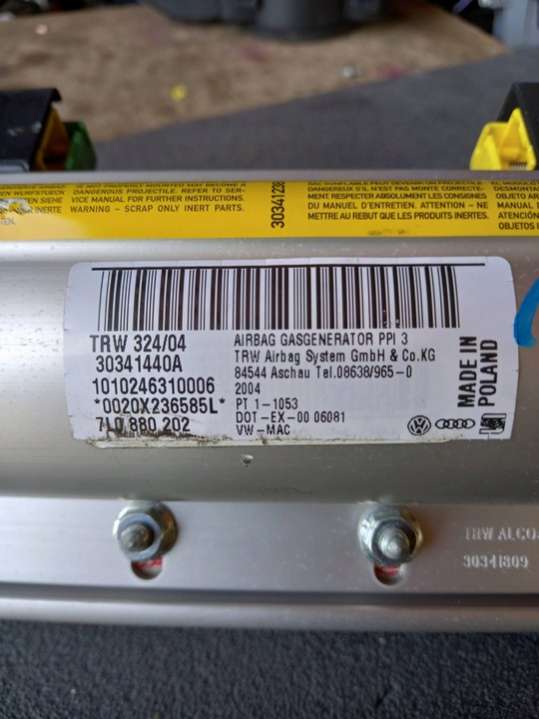 DANGEROUS PROJECTILE. REFER TO SER-
VICE MANUAL FOR FURTHER INSTRUCTIONS.
WARNING – SCRAP ONLY INERT PARTS.
30341238
DANGEREUX S'IL N'EST PAS MONTÉ CORRECTE-
MENT. RESPECTER ABSOLUMENT LES CONSIGNES
DU MANUEL D'ENTRETIEN. ATTENTION – NE
METTRE AU REBUT QUE LES PRODUITS INERTES.
DESMONTA
OBJETOS
TRW 324/04
30341440A
1010246310006
*0020X236585L*
7L0 880 202
AIRBAG GASGENERATOR PPI 3
TRW Airbag System GmbH & Co.KG
84544 Aschau Tel.08638/965-0
2004
PT 1-1053
DOT-EX-00 06081
VW-MAC
MADE IN
POLAND
TRW ALCO
30341809